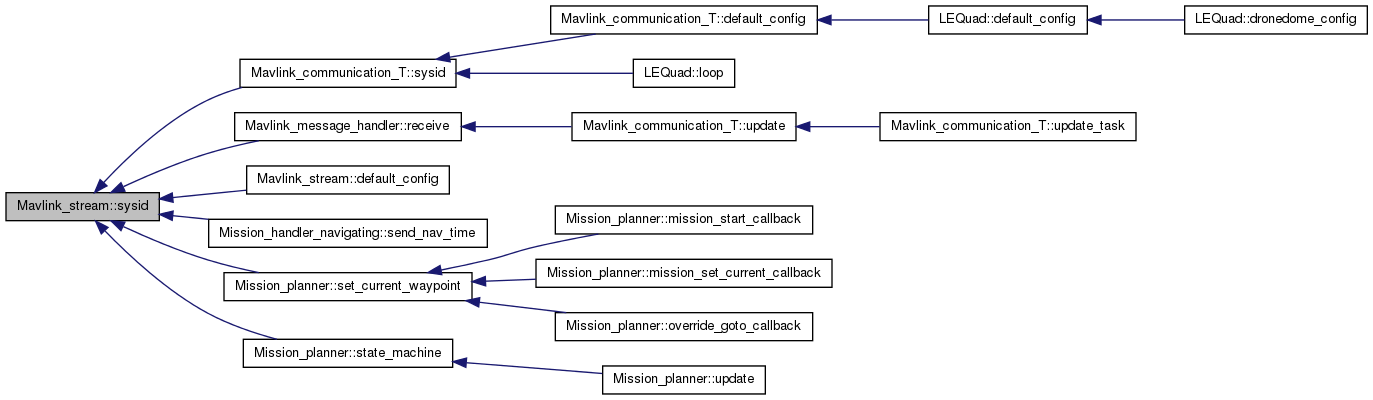 Mavlink_communication_T::default_config
LEQuad::default_config
LEQuad::dronedome_config
Mavlink_communication_T::sysid
LEQuad::loop
Mavlink_message_handler::receive
Mavlink_communication_T::update
Mavlink_communication_T::update_task
Mavlink_stream::default_config
Mavlink_stream::sysid
Mission_handler_navigating::send_nav_time
Mission_planner::mission_start_callback
Mission_planner::mission_set_current_callback
Mission_planner::set_current_waypoint
Mission_planner::override_goto_callback
Mission_planner::state_machine
Mission_planner::update